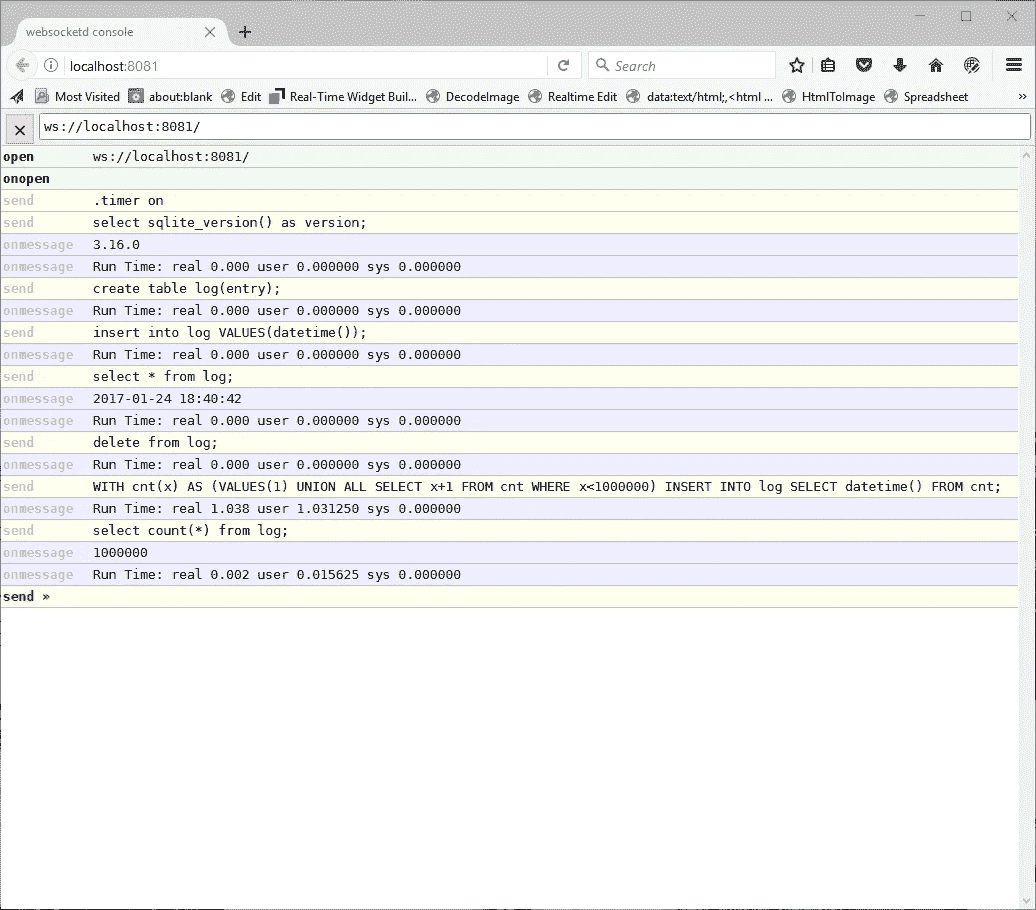 websocketd console
localhost:8081
Search
Most Visited about:blank Edit Real-Time Widget Buil... DecodeImage Realtime Edit data:text/html;,<html ... HtmlToImage Spreadsheet »
ws://localhost:8081/
open ws://localhost:8081/
onopen
send .timer on
send select sqlite_version() as version;
onmessage 3.16.0
onmessage Run Time: real 0.000 user 0.000000 sys 0.000000
send create table log(entry);
onmessage Run Time: real 0.000 user 0.000000 sys 0.000000
send insert into log VALUES(datetime());
onmessage Run Time: real 0.000 user 0.000000 sys 0.000000
send select * from log;
onmessage 2017-01-24 18:40:42
onmessage Run Time: real 0.000 user 0.000000 sys 0.000000
send delete from log;
onmessage Run Time: real 0.000 user 0.000000 sys 0.000000
send WITH cnt(x) AS (VALUES(1) UNION ALL SELECT x+1 FROM cnt WHERE x<1000000) INSERT INTO log SELECT datetime() FROM cnt;
onmessage Run Time: real 1.038 user 1.031250 sys 0.000000
send select count(*) from log;
onmessage 1000000
onmessage Run Time: real 0.002 user 0.015625 sys 0.000000
send »